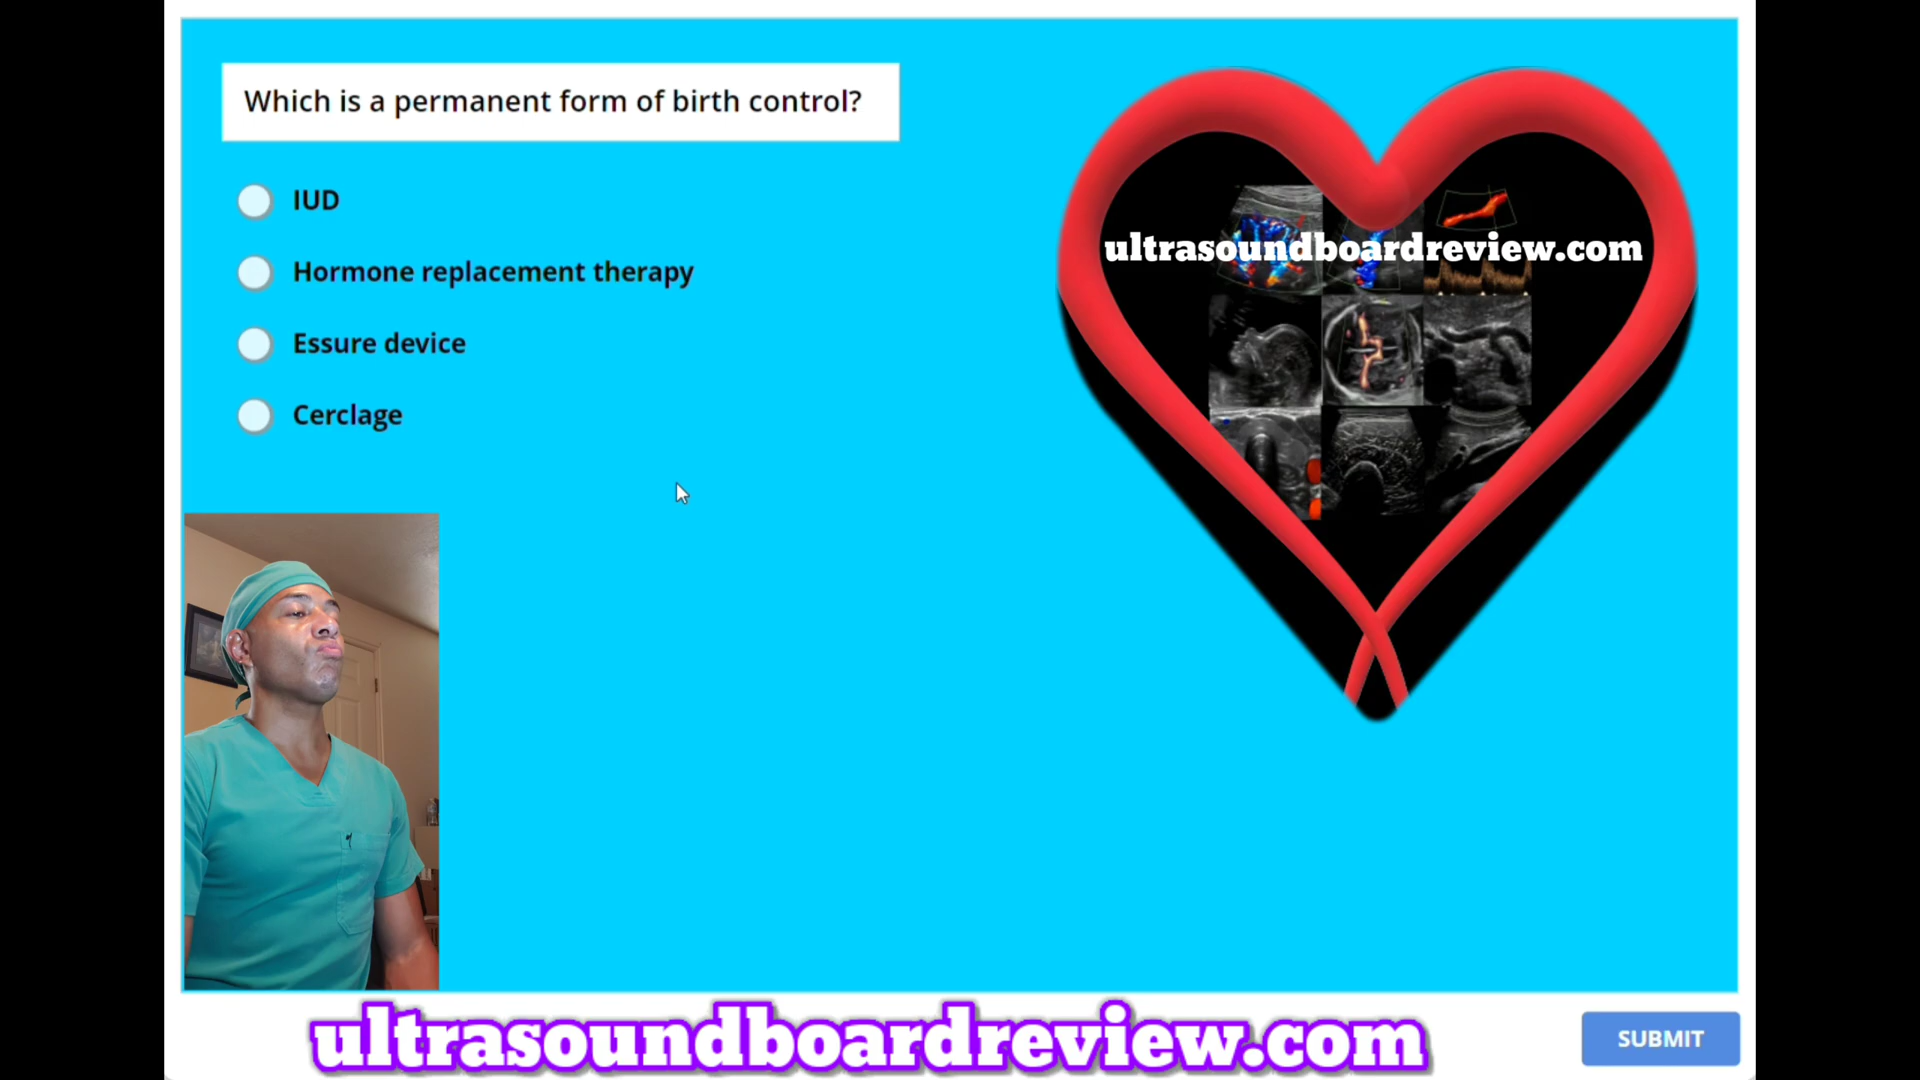 Which is a permanent form of birth control?
IUD
Hormone replacement therapy
Essure device
Cerclage
ultrasoundboardreview.com
ultrasoundboardreview.com
SUBMIT